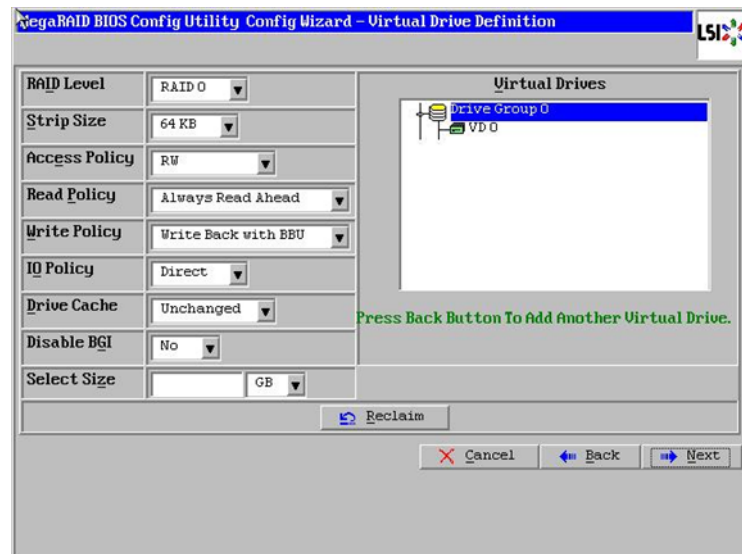 MegaRAID BIOS Config Utility Config Wizard – Virtual Drive Definition
LSI
RAID Level
RAID 0
Strip Size
64 KB
Access Policy
RW
Read Policy
Always Read Ahead
Write Policy
Write Back with BBU
IO Policy
Direct
Drive Cache
Unchanged
Disable BGI
No
Select Size
GB
Virtual Drives
Drive Group 0
VD 0
Press Back Button To Add Another Virtual Drive.
Reclaim
Cancel
Back
Next